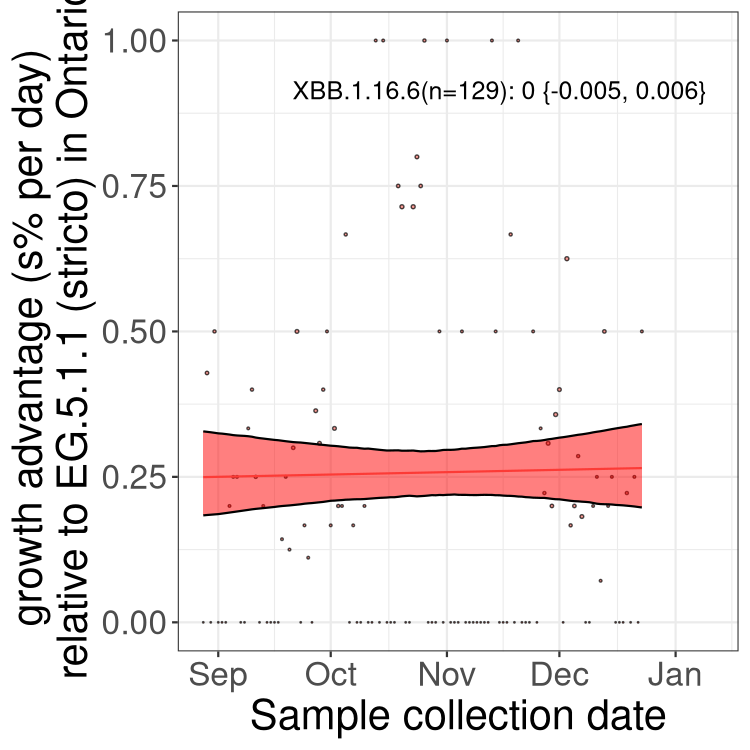 growth advantage (s% per day)
relative to EG.5.1.1 (stricto) in Ontario
1.00
XBB.1.16.6(n=129): 0 {-0.005, 0.006}
0.75
0.50
0.25
0.00
Sep Oct Nov Dec Jan
Sample collection date